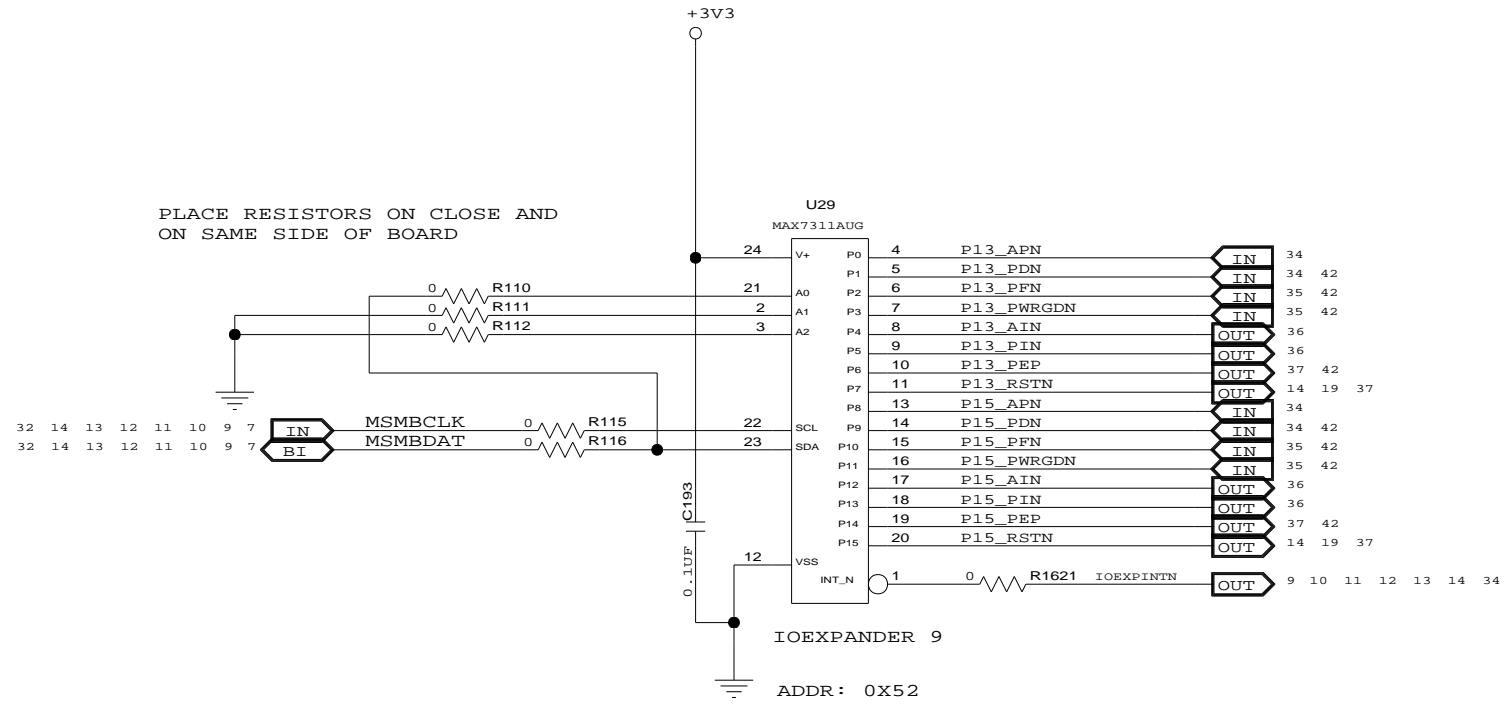 +3V3
PLACE RESISTORS ON CLOSE AND
ON SAME SIDE OF BOARD
U29
MAX7311AUG
24 V+ P0 4 P13_APN IN 34
P1 5 P13_PDN IN 34 42
0 R110 21 A0 P2 6 P13_PFN IN 35 42
0 R111 2 A1 P3 7 P13_PWRGDN IN 35 42
0 R112 3 A2 P4 8 P13_AIN OUT 36
P5 9 P13_PIN OUT 36
P6 10 P13_PEP OUT 37 42
P7 11 P13_RSTN OUT 14 19 37
P8 13 P15_APN IN 34
32 14 13 12 11 10 9 7 IN MSMBCLK 0 R115 22 SCL P9 14 P15_PDN IN 34 42
32 14 13 12 11 10 9 7 BI MSMBDAT 0 R116 23 SDA P10 15 P15_PFN IN 35 42
P11 16 P15_PWRGDN IN 35 42
P12 17 P15_AIN OUT 36
P13 18 P15_PIN OUT 36
P14 19 P15_PEP OUT 37 42
P15 20 P15_RSTN OUT 14 19 37
C193
0.1UF
12 VSS
INT_N 1 0 R1621 IOEXPINTN OUT 9 10 11 12 13 14 34
IOEXPANDER 9
ADDR: 0X52